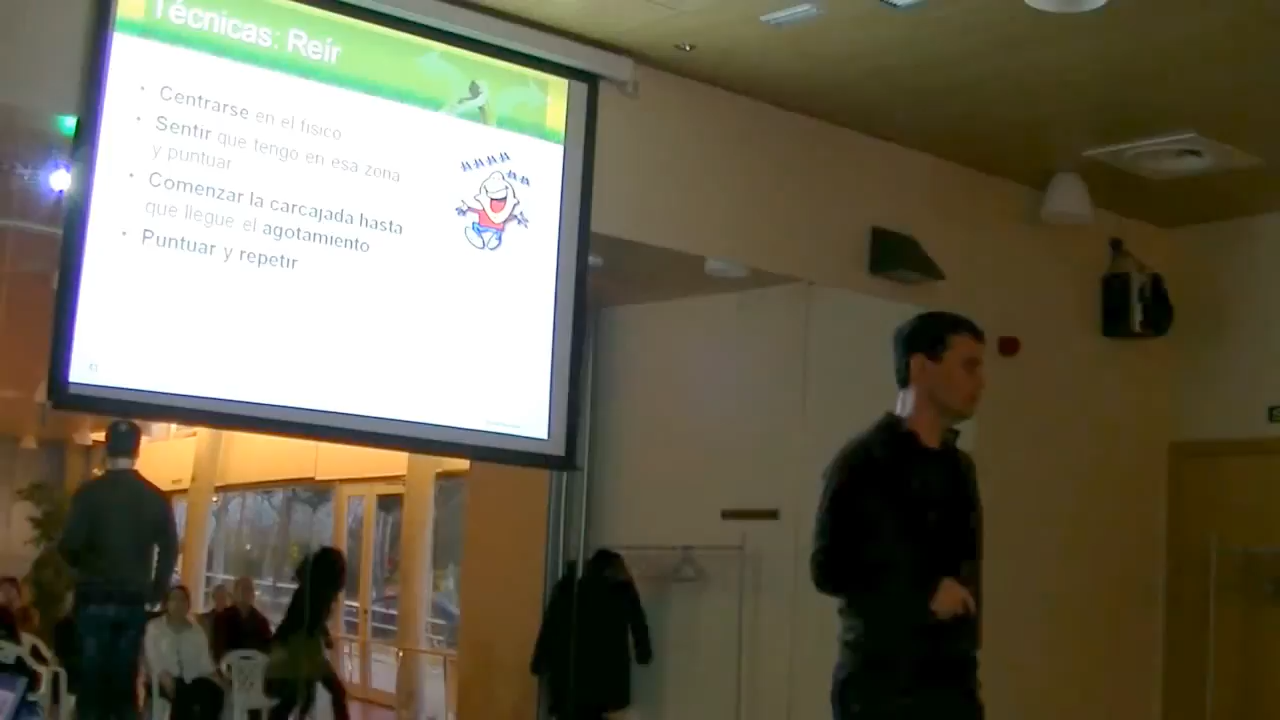 Técnicas: Reír
• Centrarse en el físico
• Sentir que tengo en esa zona
y puntuar
• Comenzar la carcajada hasta
que llegue el agotamiento
• Puntuar y repetir